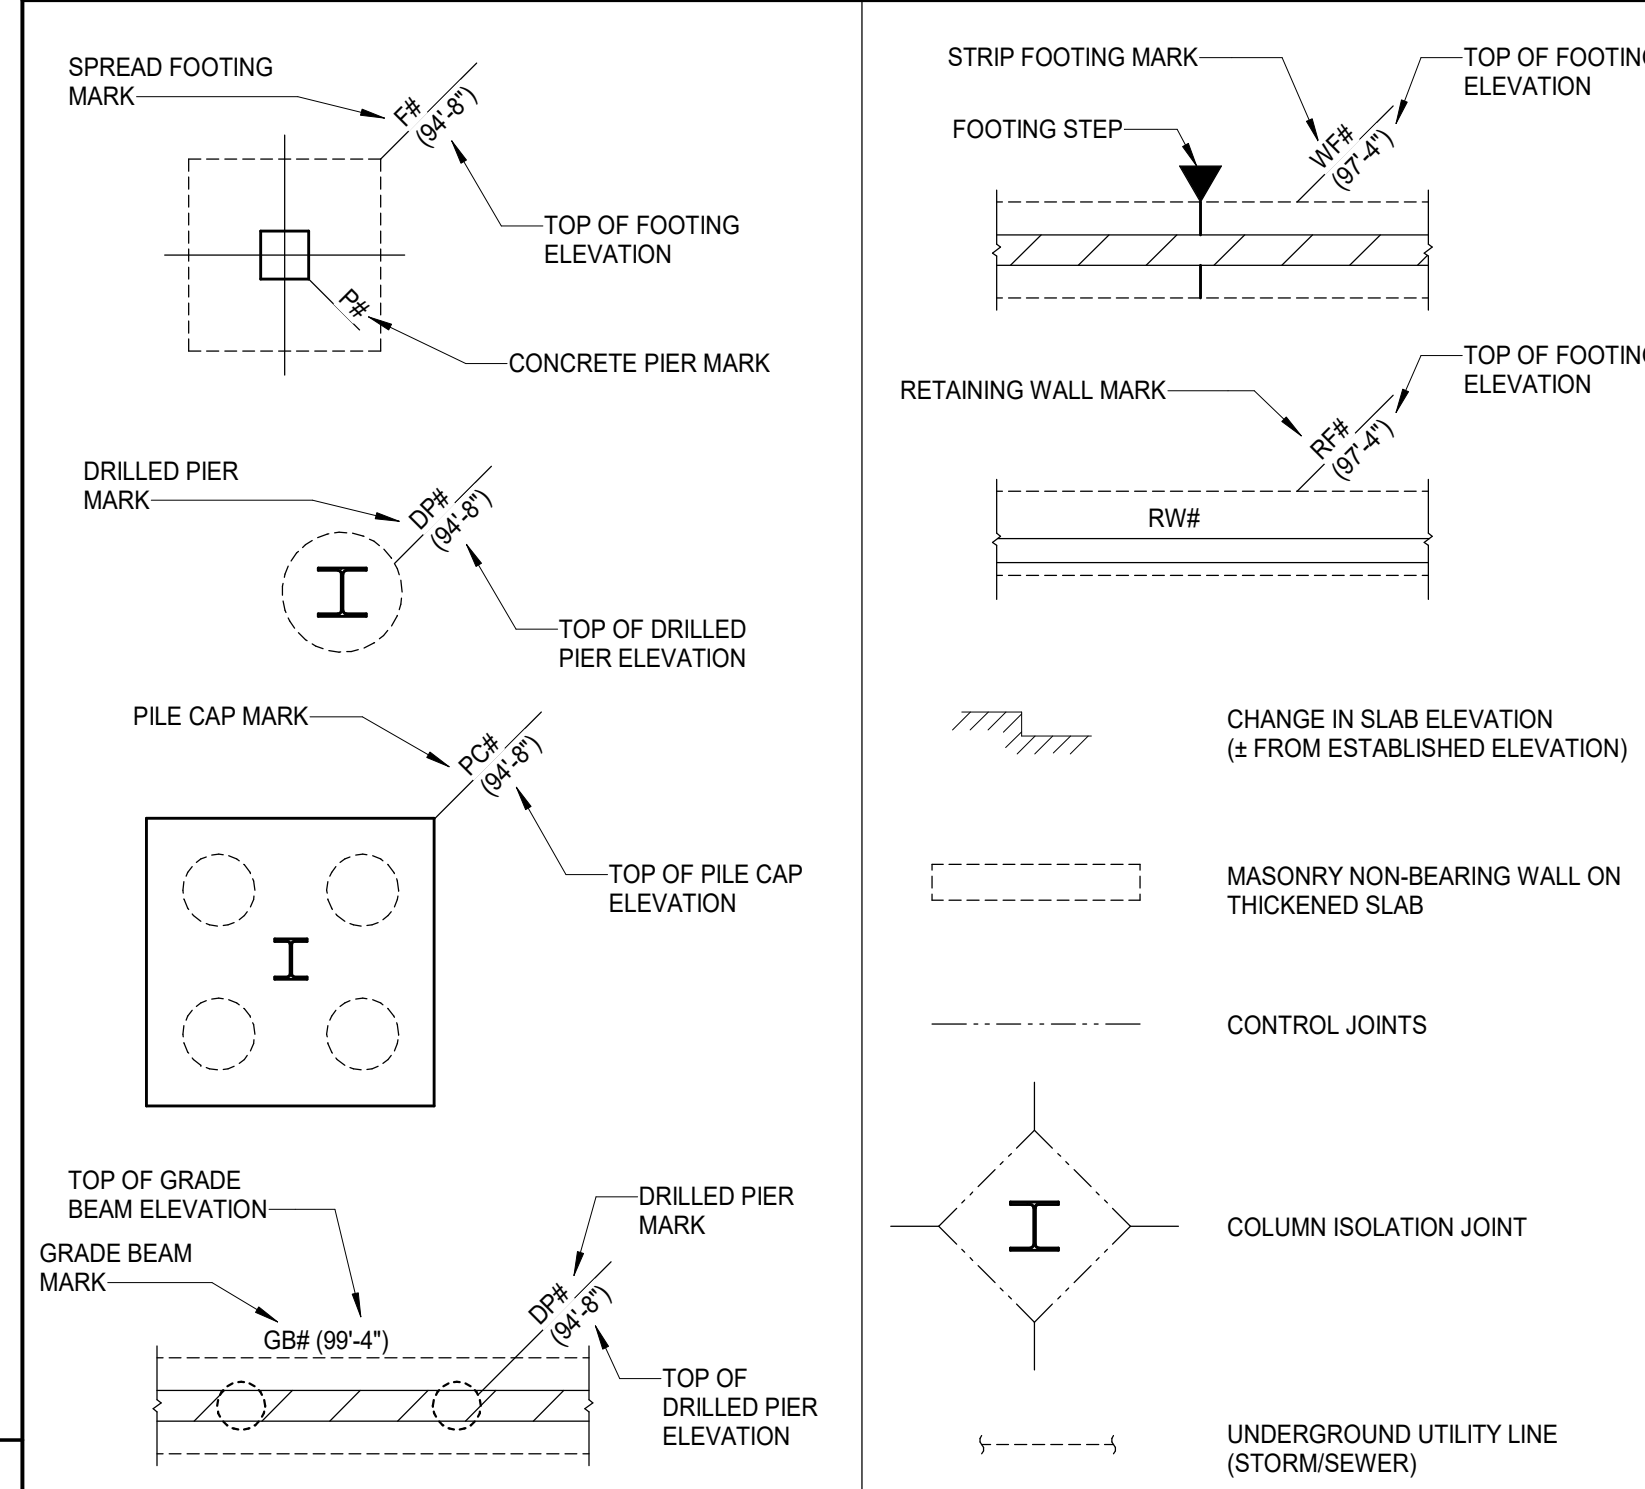 SPREAD FOOTING
MARK
F#
(94'-8")
TOP OF FOOTING
ELEVATION
P#
CONCRETE PIER MARK
DRILLED PIER
MARK
DP#
(94'-8")
TOP OF DRILLED
PIER ELEVATION
PILE CAP MARK
PC#
(94'-8")
TOP OF PILE CAP
ELEVATION
TOP OF GRADE
BEAM ELEVATION
GRADE BEAM
MARK
GB# (99'-4")
DRILLED PIER
MARK
DP#
(94'-8")
TOP OF
DRILLED PIER
ELEVATION
STRIP FOOTING MARK
TOP OF FOOTING
ELEVATION
FOOTING STEP
WF#
(97'-4")
TOP OF FOOTING
ELEVATION
RETAINING WALL MARK
RF#
(97'-4")
RW#
CHANGE IN SLAB ELEVATION
(± FROM ESTABLISHED ELEVATION)
MASONRY NON-BEARING WALL ON
THICKENED SLAB
CONTROL JOINTS
COLUMN ISOLATION JOINT
UNDERGROUND UTILITY LINE
(STORM/SEWER)